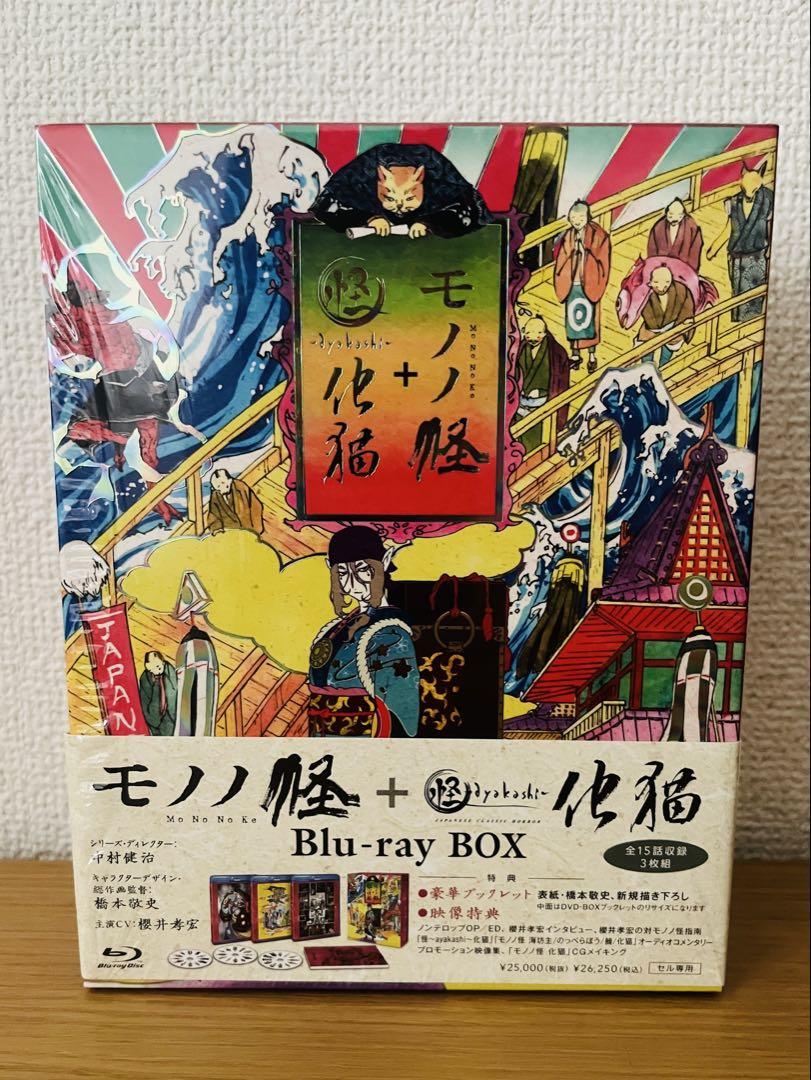 モノノ怪
Mo No No Ke
+
怪
~ayakashi~
化猫
JAPAN
モノノ怪 + 怪 ~ayakashi~ 化猫
Mo No No Ke
JAPANESE CLASSIC HORROR
Blu-ray BOX
全15話収録
3枚組
シリーズ・ディレクター:
中村健治
キャラクターデザイン・
総作画監督:
橋本敬史
主演CV: 櫻井孝宏
特典
●豪華ブックレット 表紙・橋本敬史、新規描き下ろし
中面はDVD-BOXブックレットのリサイズになります
●映像特典
ノンテロップOP/ED、櫻井孝宏インタビュー、櫻井孝宏の対モノノ怪指南
「怪~ayakashi~化猫」「モノノ怪 海坊主/のっぺらぼう/鵺/化猫」オーディオコメンタリー
プロモーション映像集、「モノノ怪 化猫」CGメイキング
¥25,000(税抜) ¥26,250(税込) セル専用
Blu-ray Disc